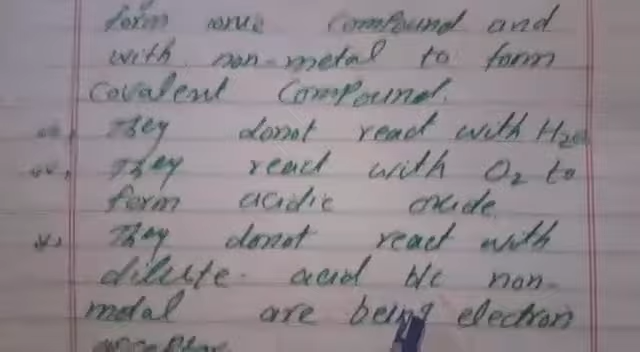 form ionic compound and
with non-metal to form
covalent compound.
They donot react with H2O
They react with O2 to
form acidic oxide
v) They donot react with
dilute acid b/c non-
metal are being electron